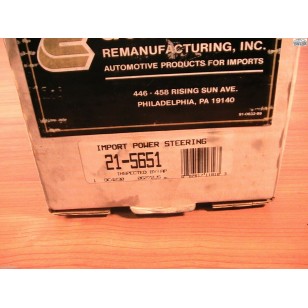 REMANUFACTURING, INC.
AUTOMOTIVE PRODUCTS FOR IMPORTS
446 - 458 RISING SUN AVE.
PHILADELPHIA, PA 19140
IMPORT POWER STEERING
21-5651
INSPECTED BY: